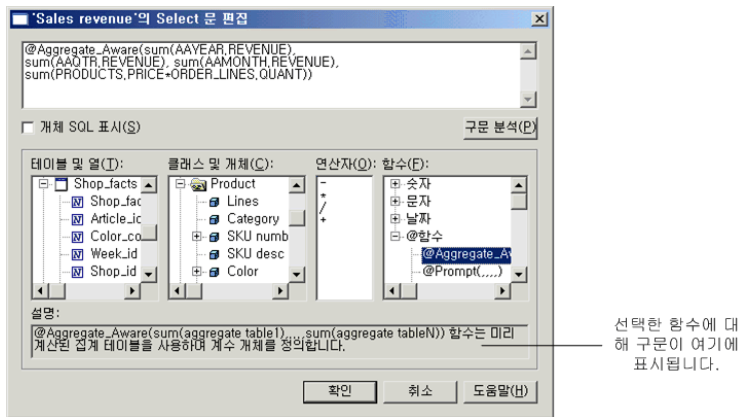 'Sales revenue'의 Select 문 편집
@Aggregate_Aware(sum(AAYEAR,REVENUE),
sum(AAQTR,REVENUE), sum(AAMONTH,REVENUE),
sum(PRODUCTS,PRICE*ORDER_LINES,QUANT))
개체 SQL 표시(S)
구문 분석(P)
테이블 및 열(T): 클래스 및 개체(C): 연산자(O): 함수(F):
Shop_facts
Shop_fac
Article_id
Color_co
Week_id
Shop_id
Product
Lines
Category
SKU numb
SKU desc
Color
-
*
/
+
숫자
문자
날짜
@함수
@Aggregate_A
@Prompt(,,,,)
설명:
@Aggregate_Aware(sum(aggregate table1),,,,,sum(aggregate tableN)) 함수는 미리
계산된 집계 테이블을 사용하며 계수 개체를 정의합니다.
확인
취소
도움말(H)
선택한 함수에 대
해 구문이 여기에
표시됩니다.